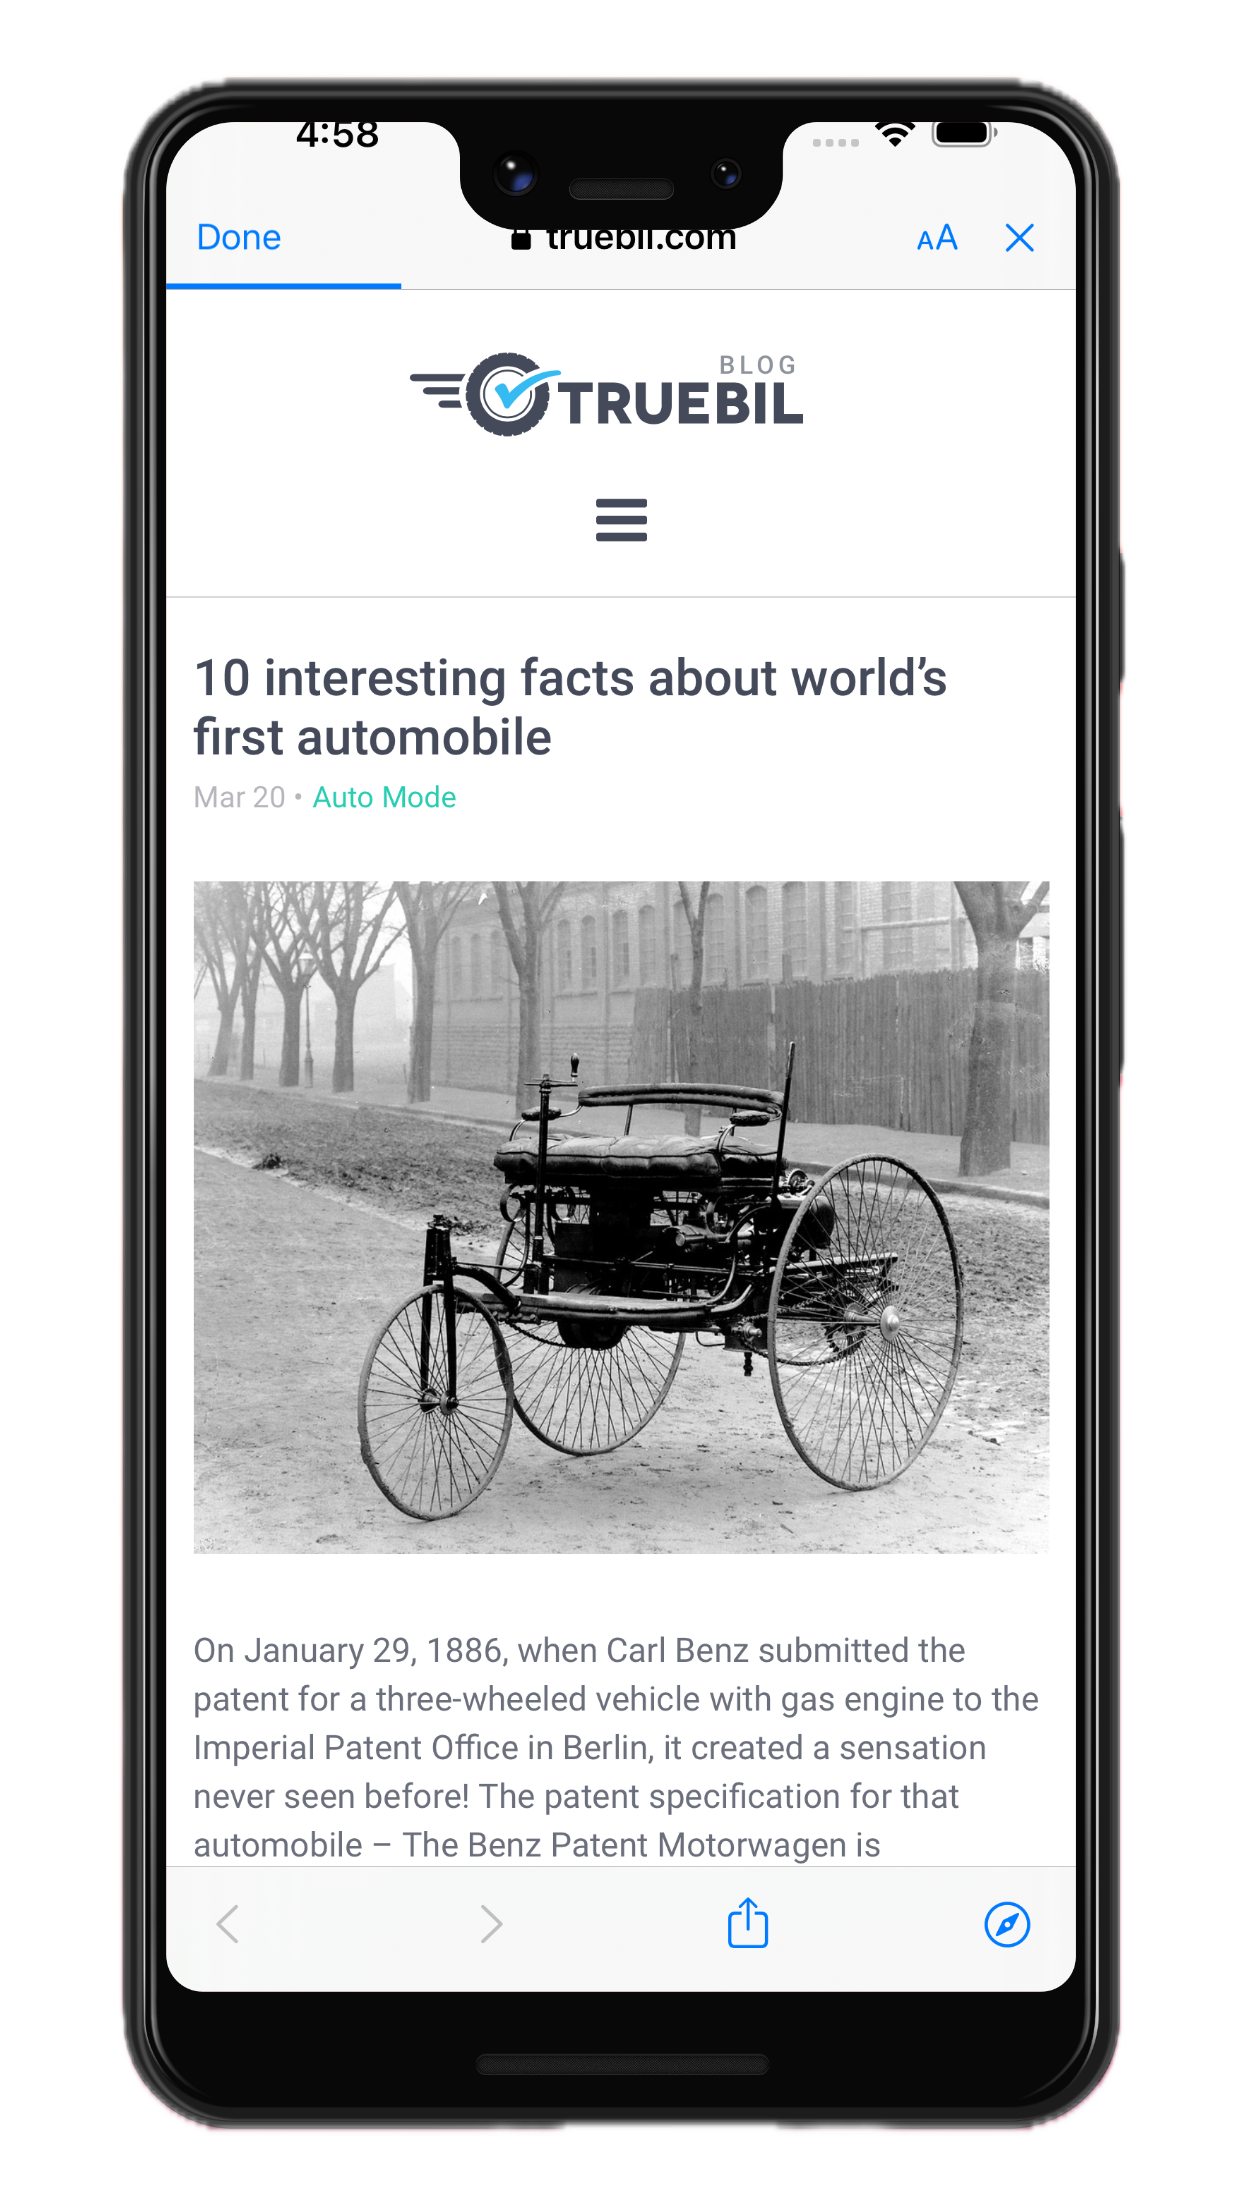 4:58
Done
truebil.com
AA
BLOG
TRUEBIL
10 interesting facts about world’s
first automobile
Mar 20 • Auto Mode
On January 29, 1886, when Carl Benz submitted the
patent for a three-wheeled vehicle with gas engine to the
Imperial Patent Office in Berlin, it created a sensation
never seen before! The patent specification for that
automobile – The Benz Patent Motorwagen is